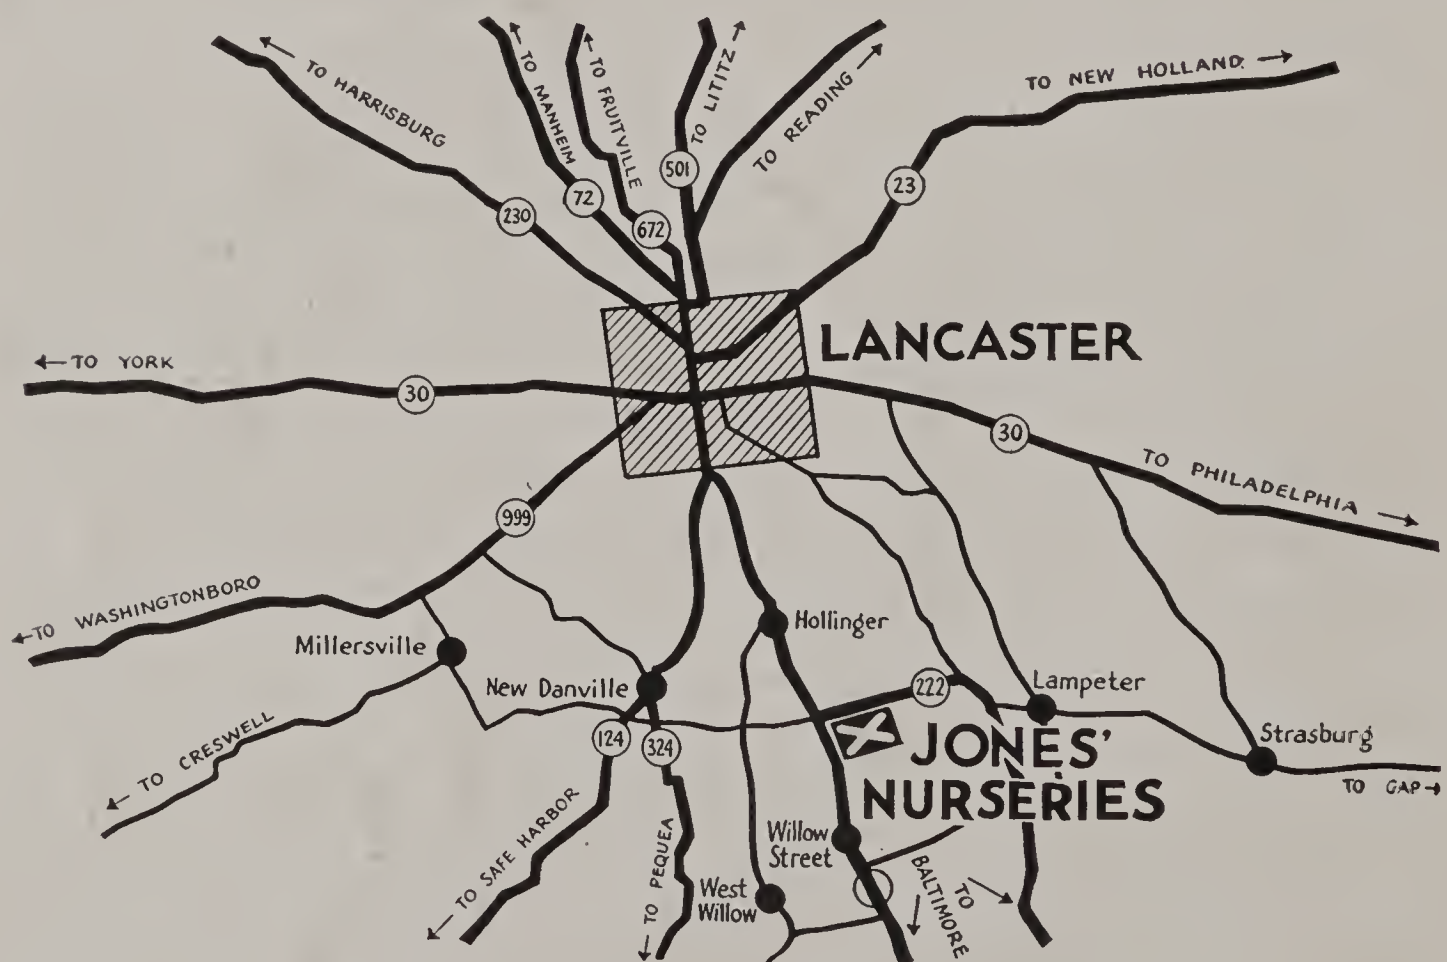 TO HARRISBURG
TO MANHEIM
TO FRUITVILLE
TO LITITZ
TO READING
TO NEW HOLLAND
230
72
672
501
23
LANCASTER
TO YORK
30
30
TO PHILADELPHIA
999
TO WASHINGTONBORO
Millersville
Hollinger
New Danville
222
Lampeter
TO CRESWELL
124
324
JONES'
NURSERIES
Strasburg
TO GAP
TO SAFE HARBOR
TO PEQUEA
Willow
Street
West
Willow
TO
BALTIMORE